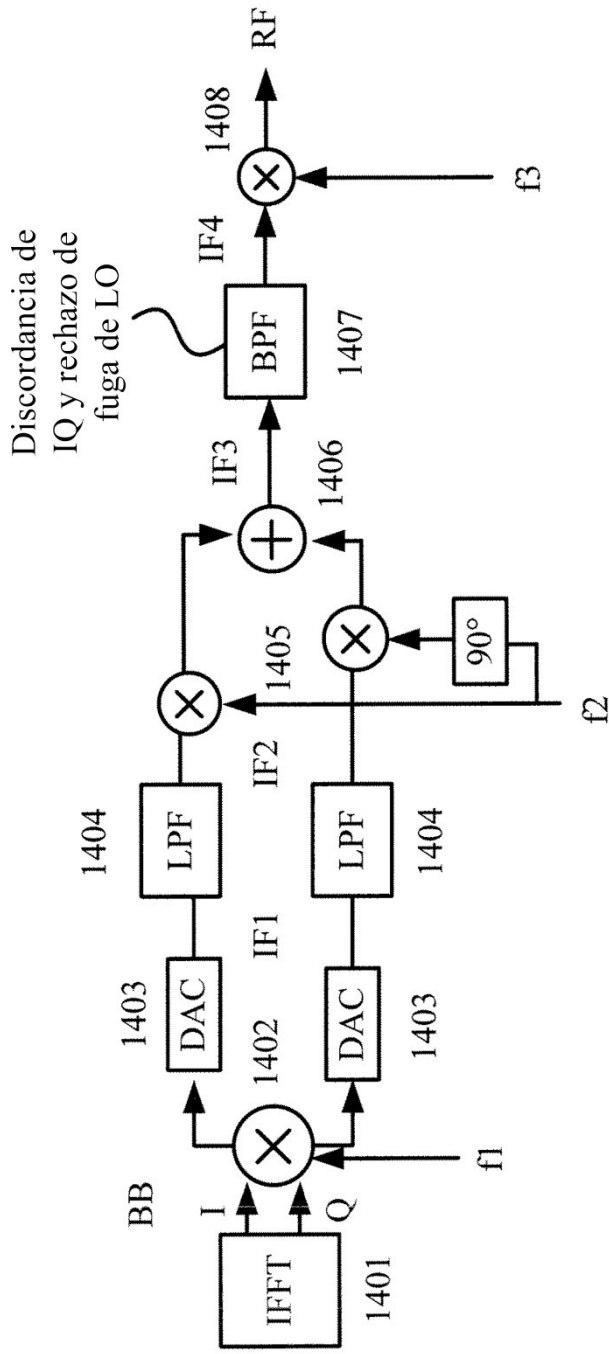 Discordancia de
IQ y rechazo de
fuga de LO
BB
I
Q
IFFT
1401
f1
1402
1403
DAC
DAC
1403
IF1
1404
LPF
LPF
1404
IF2
1405
90°
f2
1406
IF3
BPF
1407
IF4
1408
f3
RF